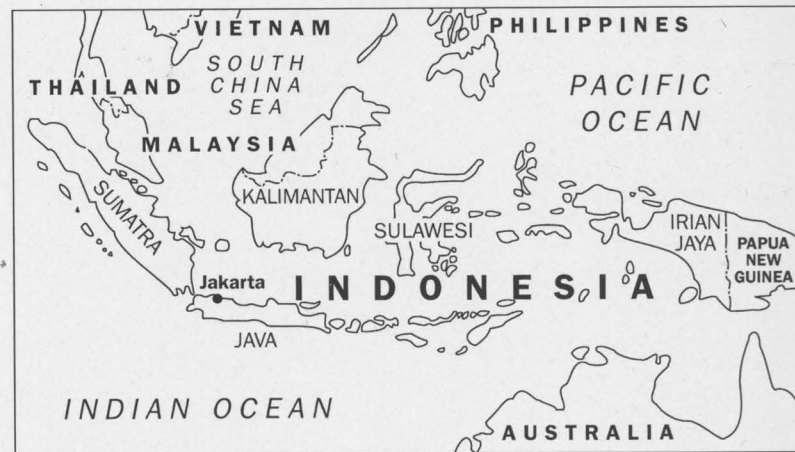 VIETNAM
PHILIPPINES
SOUTH
CHINA
SEA
THAILAND
PACIFIC
OCEAN
MALAYSIA
SUMATRA
KALIMANTAN
SULAWESI
IRIAN
JAYA
PAPUA
NEW
GUINEA
Jakarta
INDONESIA
JAVA
INDIAN OCEAN
AUSTRALIA